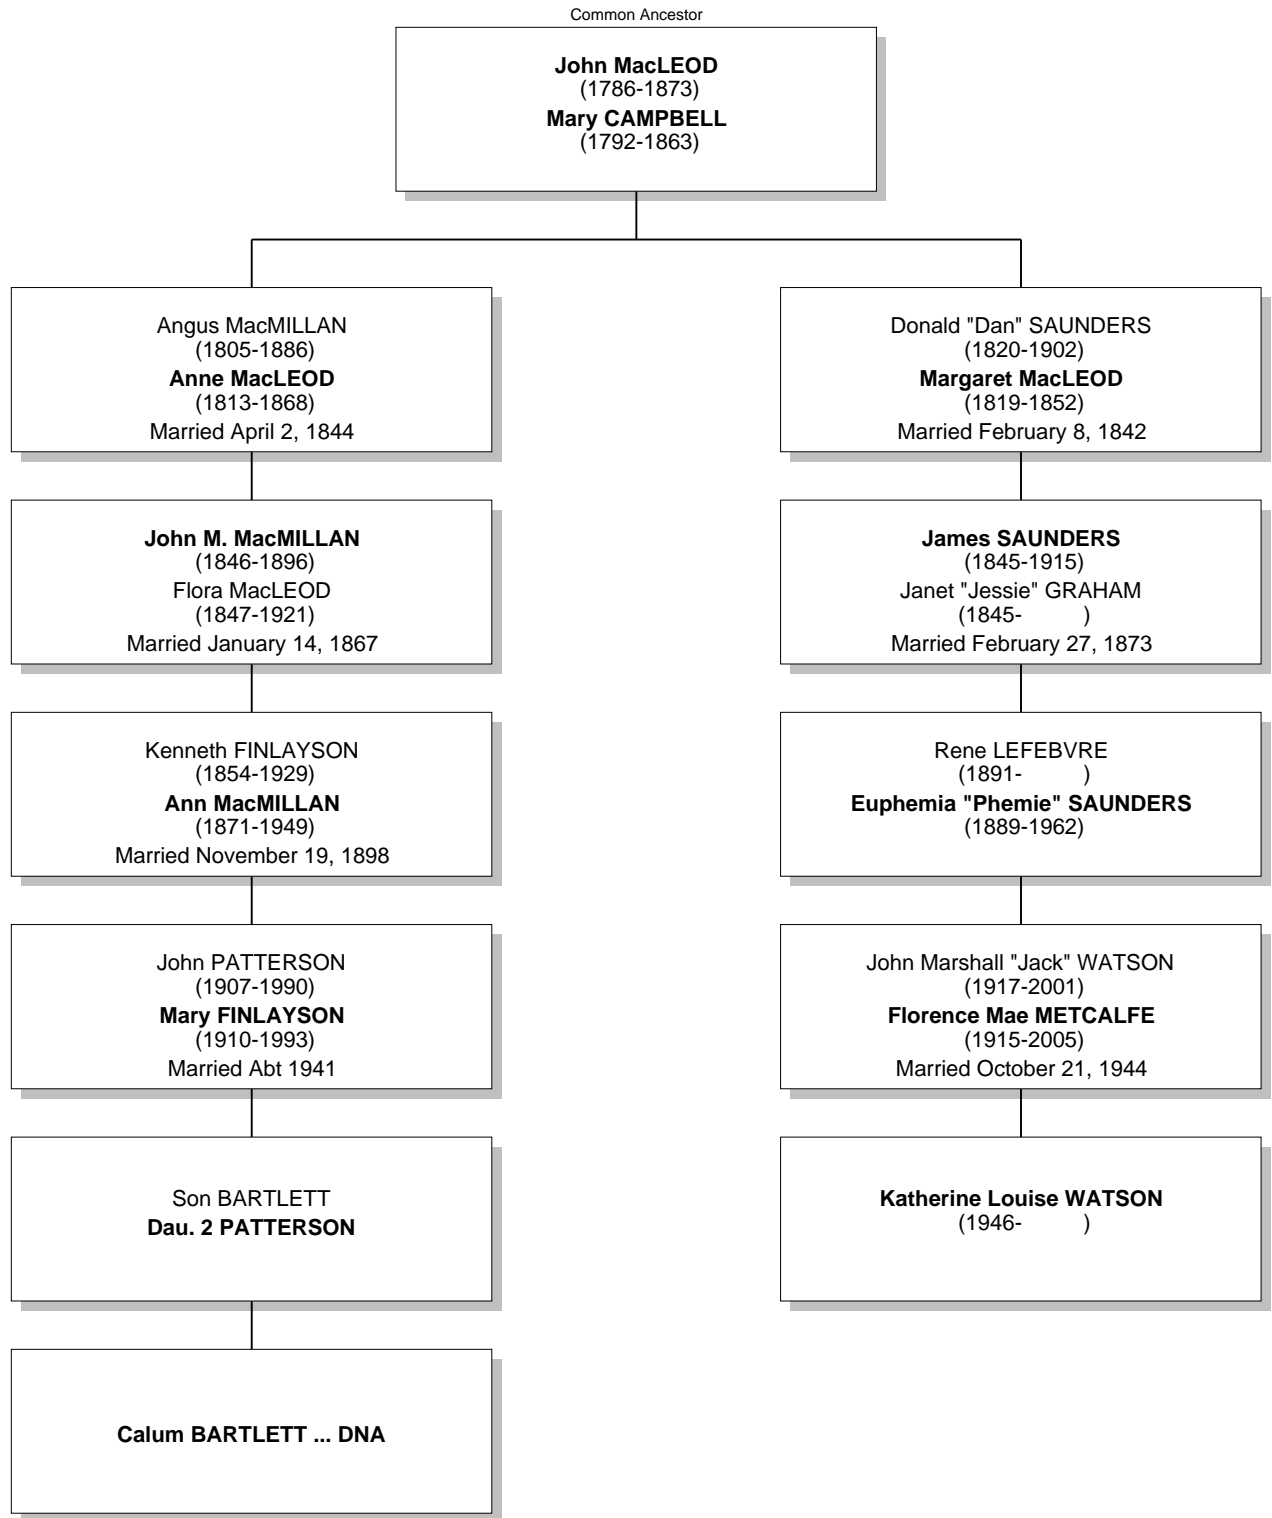 Common Ancestor
John MacLEOD
(1786-1873)
Mary CAMPBELL
(1792-1863)
Angus MacMILLAN
(1805-1886)
Anne MacLEOD
(1813-1868)
Married April 2, 1844
Donald "Dan" SAUNDERS
(1820-1902)
Margaret MacLEOD
(1819-1852)
Married February 8, 1842
John M. MacMILLAN
(1846-1896)
Flora MacLEOD
(1847-1921)
Married January 14, 1867
James SAUNDERS
(1845-1915)
Janet "Jessie" GRAHAM
(1845- )
Married February 27, 1873
Kenneth FINLAYSON
(1854-1929)
Ann MacMILLAN
(1871-1949)
Married November 19, 1898
Rene LEFEBVRE
(1891- )
Euphemia "Phemie" SAUNDERS
(1889-1962)
John PATTERSON
(1907-1990)
Mary FINLAYSON
(1910-1993)
Married Abt 1941
John Marshall "Jack" WATSON
(1917-2001)
Florence Mae METCALFE
(1915-2005)
Married October 21, 1944
Son BARTLETT
Dau. 2 PATTERSON
Katherine Louise WATSON
(1946- )
Calum BARTLETT ... DNA